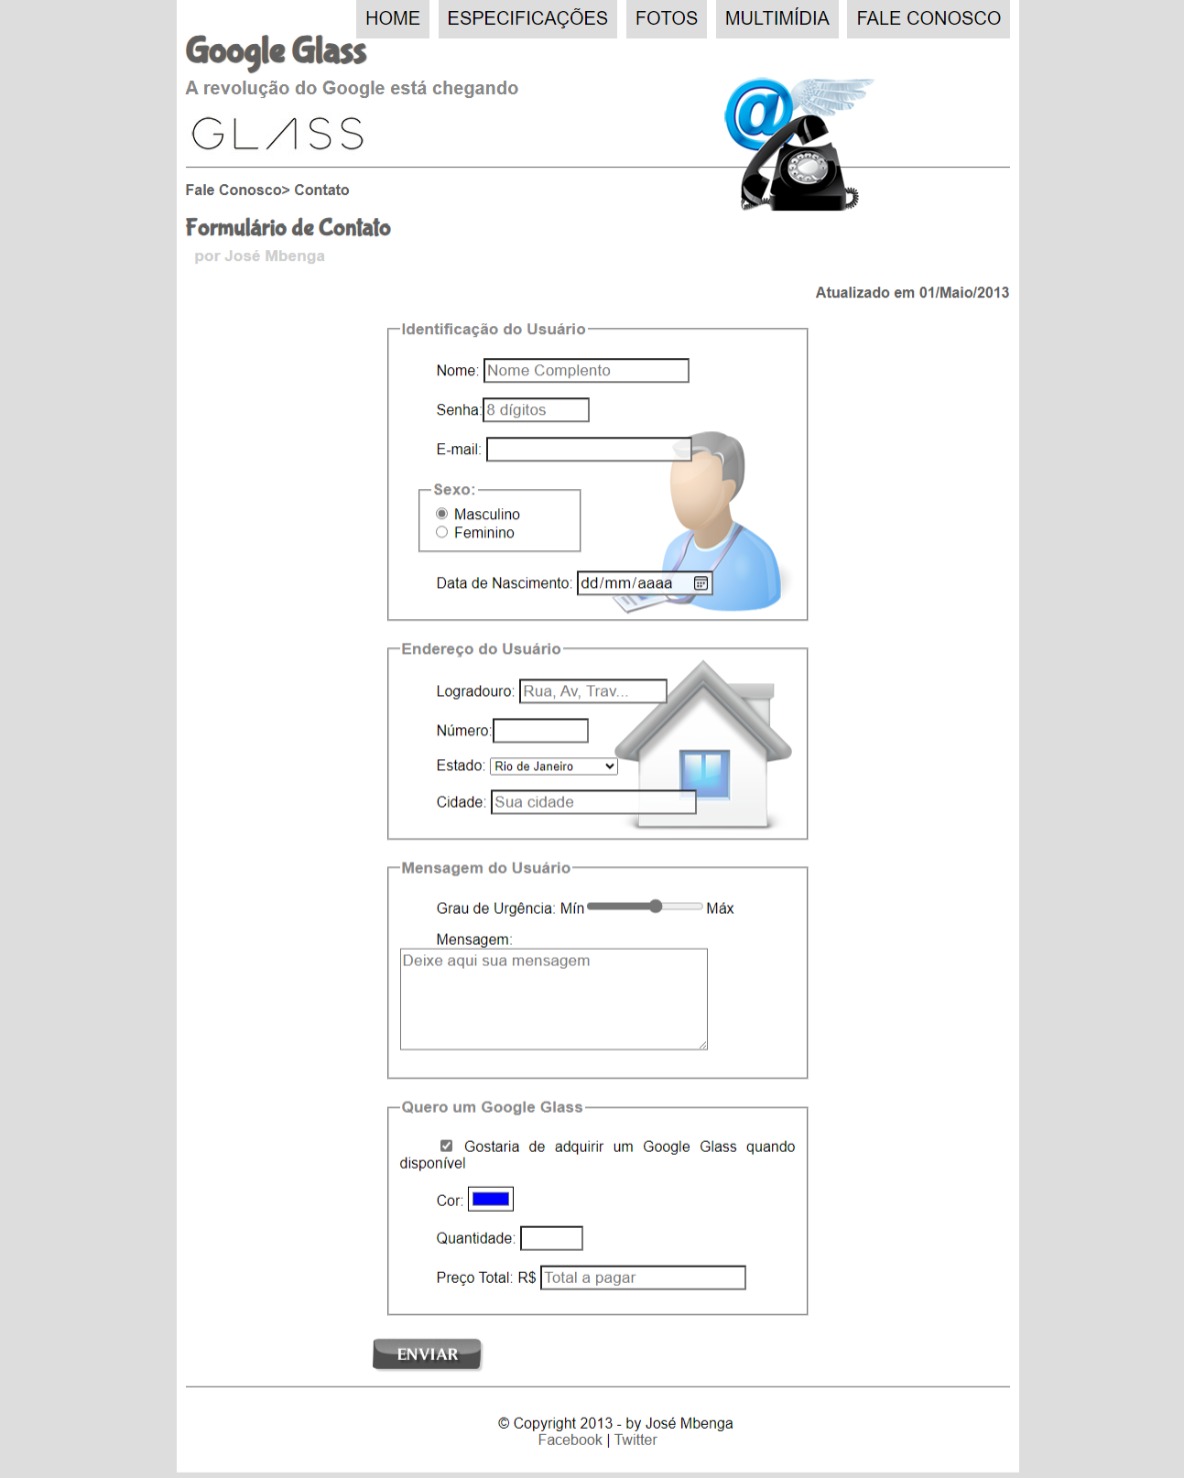 HOME ESPECIFICAÇÕES FOTOS MULTIMÍDIA FALE CONOSCO
Google Glass
A revolução do Google está chegando
GLASS
@
Fale Conosco> Contato
Formulário de Contato
por José Mbenga
Atualizado em 01/Maio/2013
Identificação do Usuário
Nome: Nome Complento
Senha: 8 dígitos
E-mail:
Sexo:
Masculino
Feminino
Data de Nascimento: dd/mm/aaaa
Endereço do Usuário
Logradouro: Rua, Av, Trav...
Número:
Estado: Rio de Janeiro
Cidade: Sua cidade
Mensagem do Usuário
Grau de Urgência: Mín Máx
Mensagem:
Deixe aqui sua mensagem
Quero um Google Glass
Gostaria de adquirir um Google Glass quando
disponível
Cor:
Quantidade:
Preço Total: R$ Total a pagar
ENVIAR
© Copyright 2013 - by José Mbenga
Facebook | Twitter